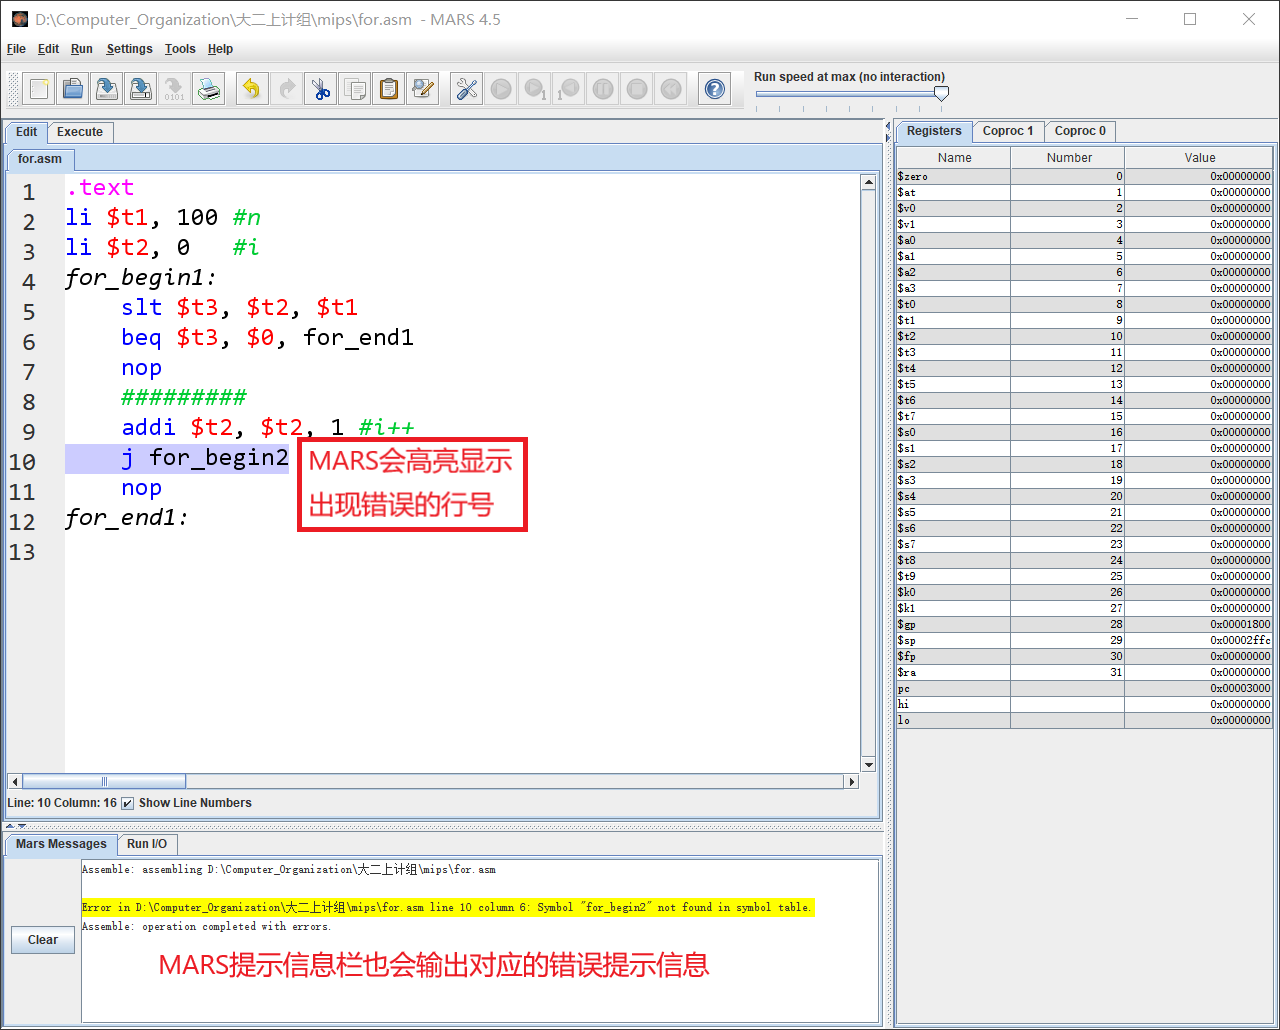 D:\Computer_Organization\大二上计组\mips\for.asm - MARS 4.5
File Edit Run Settings Tools Help
Run speed at max (no interaction)
Edit Execute
for.asm
1 .text
2 li $t1, 100 #n
3 li $t2, 0 #i
4 for_begin1:
5 slt $t3, $t2, $t1
6 beq $t3, $0, for_end1
7 nop
8 #########
9 addi $t2, $t2, 1 #i++
10 j for_begin2
11 nop
12 for_end1:
13
MARS会高亮显示
出现错误的行号
Line: 10 Column: 16 Show Line Numbers
Mars Messages Run I/O
Assemble: assembling D:\Computer_Organization\大二上计组\mips\for.asm
Error in D:\Computer_Organization\大二上计组\mips\for.asm line 10 column 6: Symbol "for_begin2" not found in symbol table.
Assemble: operation completed with errors.
Clear
MARS提示信息栏也会输出对应的错误提示信息
Registers Coproc 1 Coproc 0
Name Number Value
$zero 0 0x00000000
$at 1 0x00000000
$v0 2 0x00000000
$v1 3 0x00000000
$a0 4 0x00000000
$a1 5 0x00000000
$a2 6 0x00000000
$a3 7 0x00000000
$t0 8 0x00000000
$t1 9 0x00000000
$t2 10 0x00000000
$t3 11 0x00000000
$t4 12 0x00000000
$t5 13 0x00000000
$t6 14 0x00000000
$t7 15 0x00000000
$s0 16 0x00000000
$s1 17 0x00000000
$s2 18 0x00000000
$s3 19 0x00000000
$s4 20 0x00000000
$s5 21 0x00000000
$s6 22 0x00000000
$s7 23 0x00000000
$t8 24 0x00000000
$t9 25 0x00000000
$k0 26 0x00000000
$k1 27 0x00000000
$gp 28 0x00001800
$sp 29 0x00002ffc
$fp 30 0x00000000
$ra 31 0x00000000
pc 0x00003000
hi 0x00000000
lo 0x00000000